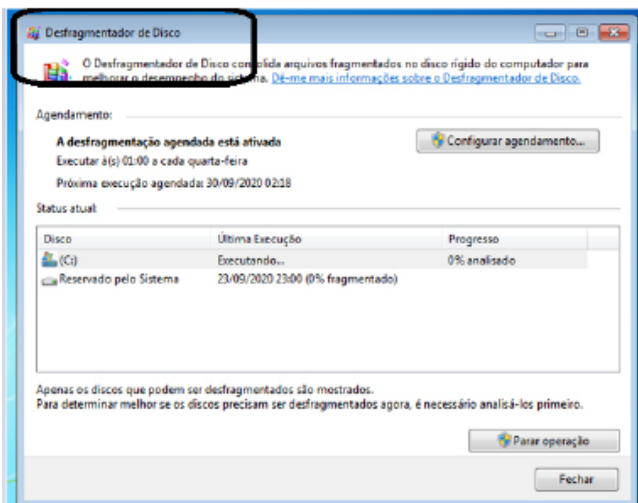 Desfragmentador de Disco
O Desfragmentador de Disco consolida arquivos fragmentados no disco rígido do computador para
melhorar o desempenho do sistema. Dê-me mais informações sobre o Desfragmentador de Disco.
Agendamento:
A desfragmentação agendada está ativada
Configurar agendamento...
Executar à(s) 01:00 a cada quarta-feira
Próxima execução agendada: 30/09/2020 02:18
Status atual:
Disco Última Execução Progresso
(C:) Executando... 0% analisado
Reservado pelo Sistema 23/09/2020 23:00 (0% fragmentado)
Apenas os discos que podem ser desfragmentados são mostrados.
Para determinar melhor se os discos precisam ser desfragmentados agora, é necessário analisá-los primeiro.
Parar operação
Fechar